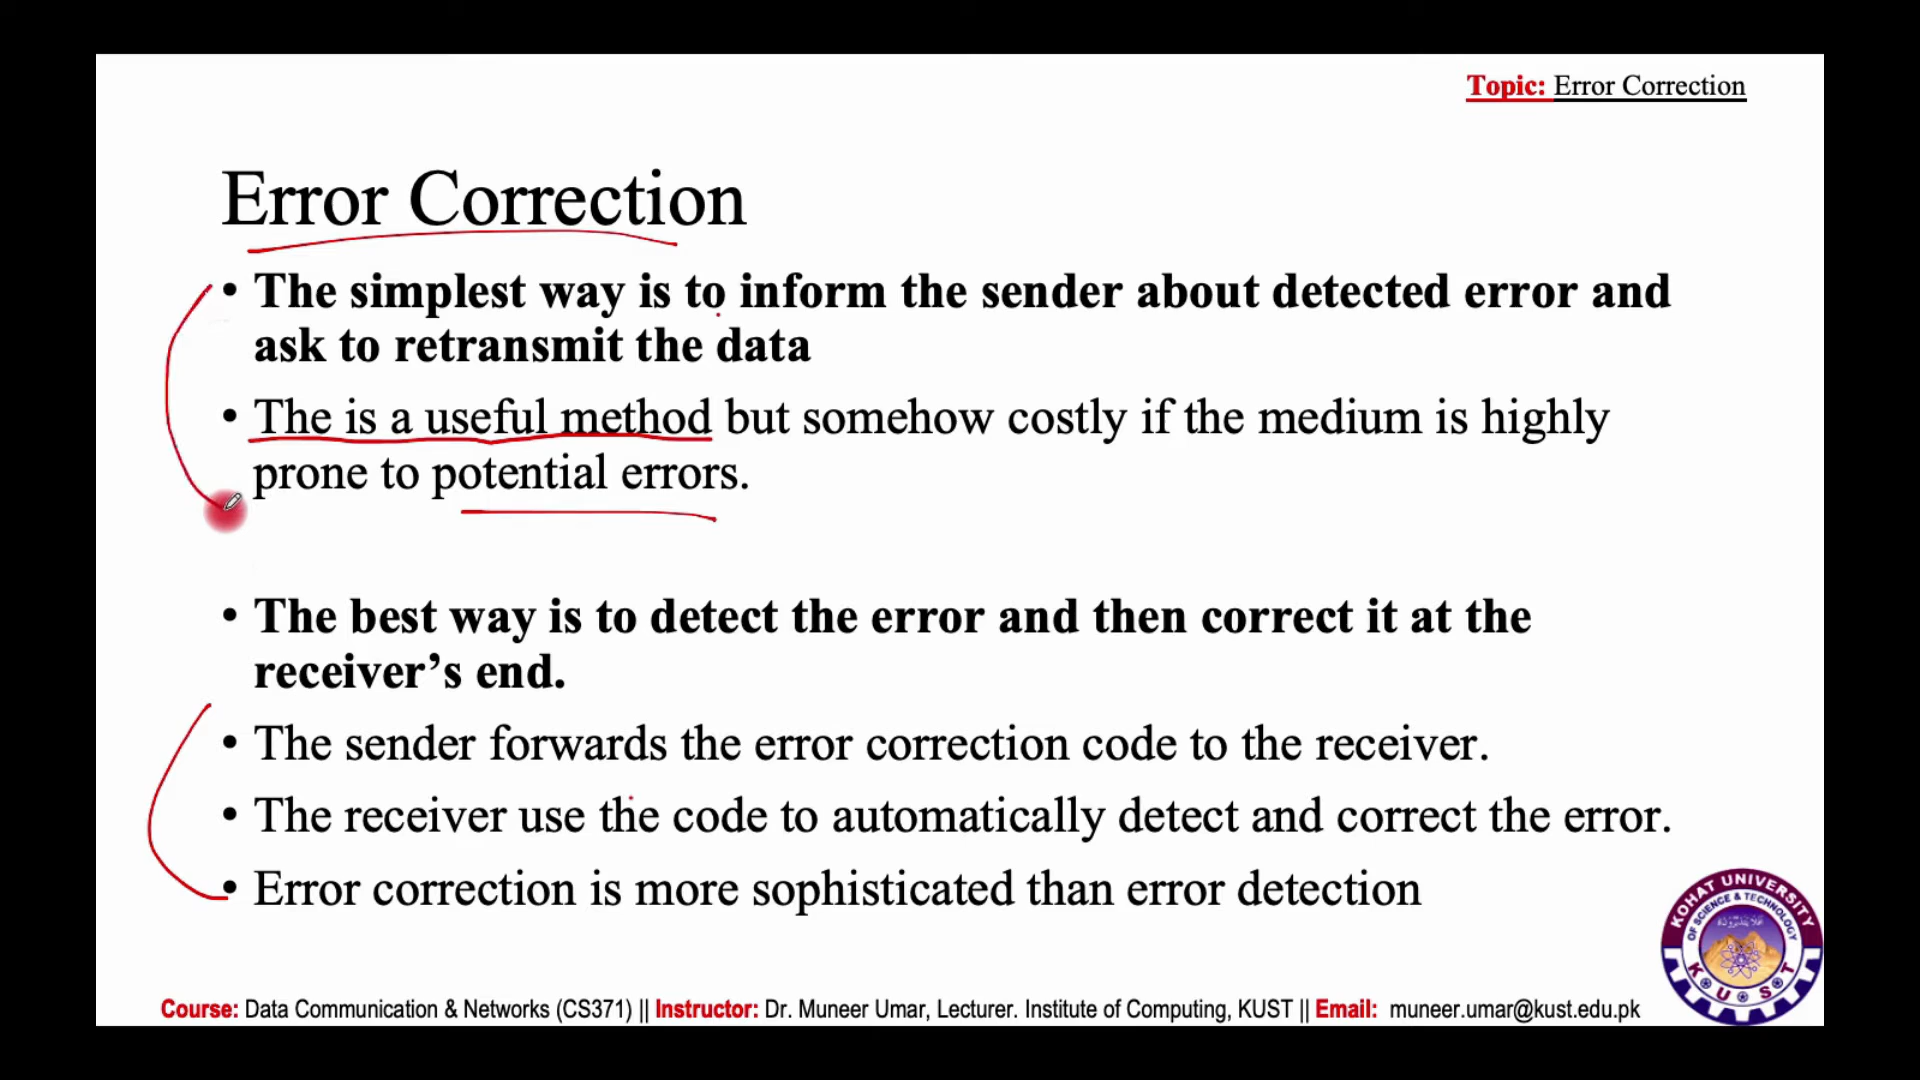 Topic: Error Correction
Error Correction
• The simplest way is to inform the sender about detected error and
ask to retransmit the data
• The is a useful method but somehow costly if the medium is highly
prone to potential errors.
• The best way is to detect the error and then correct it at the
receiver’s end.
• The sender forwards the error correction code to the receiver.
• The receiver use the code to automatically detect and correct the error.
• Error correction is more sophisticated than error detection
KOHAT UNIVERSITY
OF SCIENCE & TECHNOLOGY
K U S T
Course: Data Communication & Networks (CS371) || Instructor: Dr. Muneer Umar, Lecturer. Institute of Computing, KUST || Email: muneer.umar@kust.edu.pk